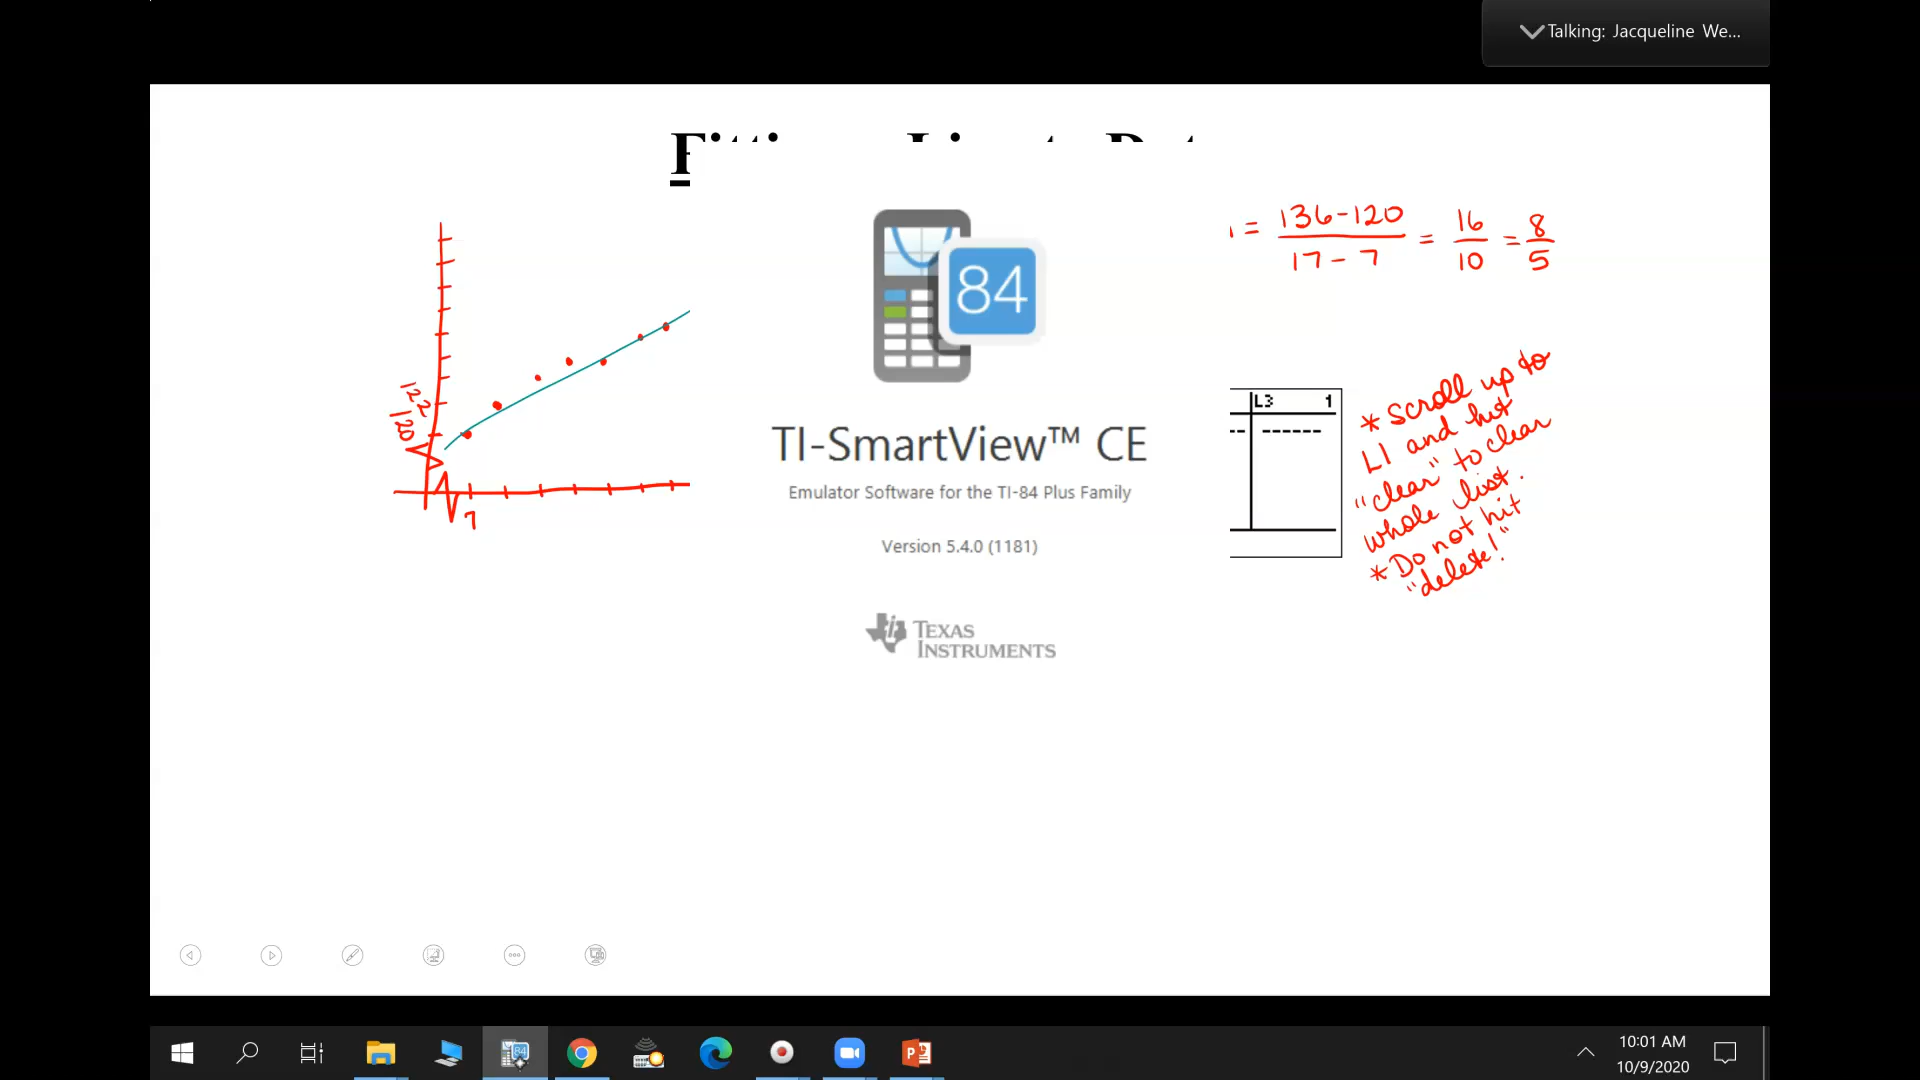 Talking: Jacqueline We...
= 136-120 / 17-7 = 16/10 = 8/5
84
TI-SmartView™ CE
Emulator Software for the TI-84 Plus Family
Version 5.4.0 (1181)
TEXAS
INSTRUMENTS
122
120
7
L3 1
* Scroll up to
L1 and hit
"clear" to clear
whole list.
* Do not hit
"delete!"
10:01 AM
10/9/2020